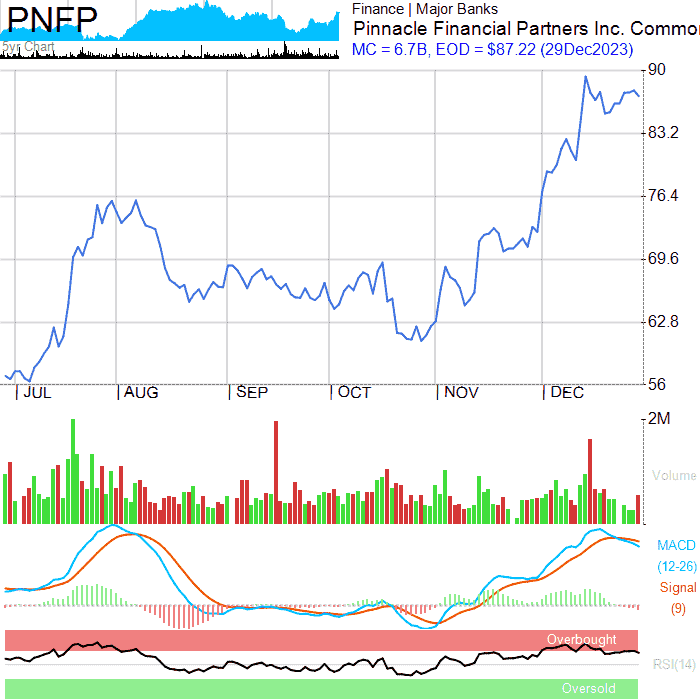 PNFP
5yr Chart
Finance | Major Banks
Pinnacle Financial Partners Inc. Commo
MC = 6.7B, EOD = $87.22 (29Dec2023)
90
83.2
76.4
69.6
62.8
56
JUL AUG SEP OCT NOV DEC
2M
Volume
MACD
(12-26)
Signal
(9)
Overbought
RSI(14)
Oversold